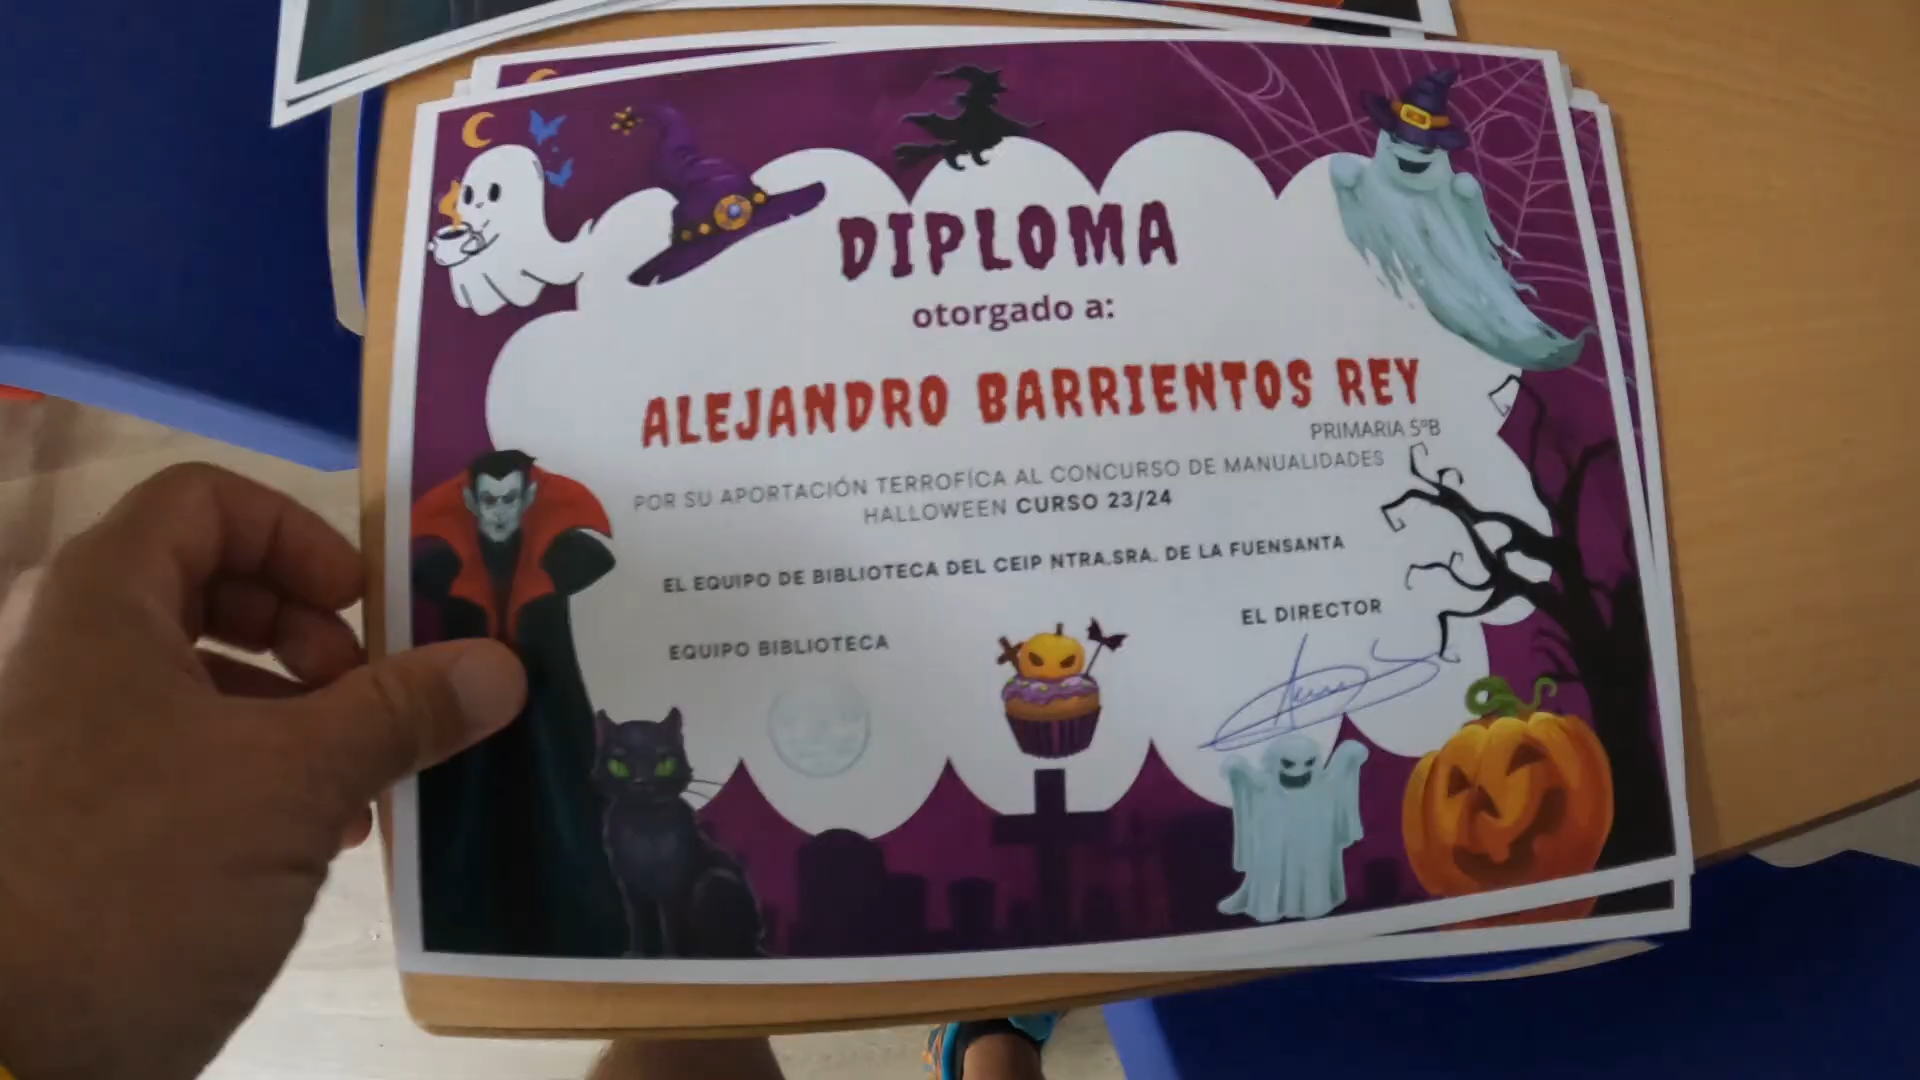 DIPLOMA
otorgado a:
ALEJANDRO BARRIENTOS REY
PRIMARIA 5ºB
POR SU APORTACIÓN TERROFÍCA AL CONCURSO DE MANUALIDADES
HALLOWEEN CURSO 23/24
EL EQUIPO DE BIBLIOTECA DEL CEIP NTRA.SRA. DE LA FUENSANTA
EQUIPO BIBLIOTECA
EL DIRECTOR